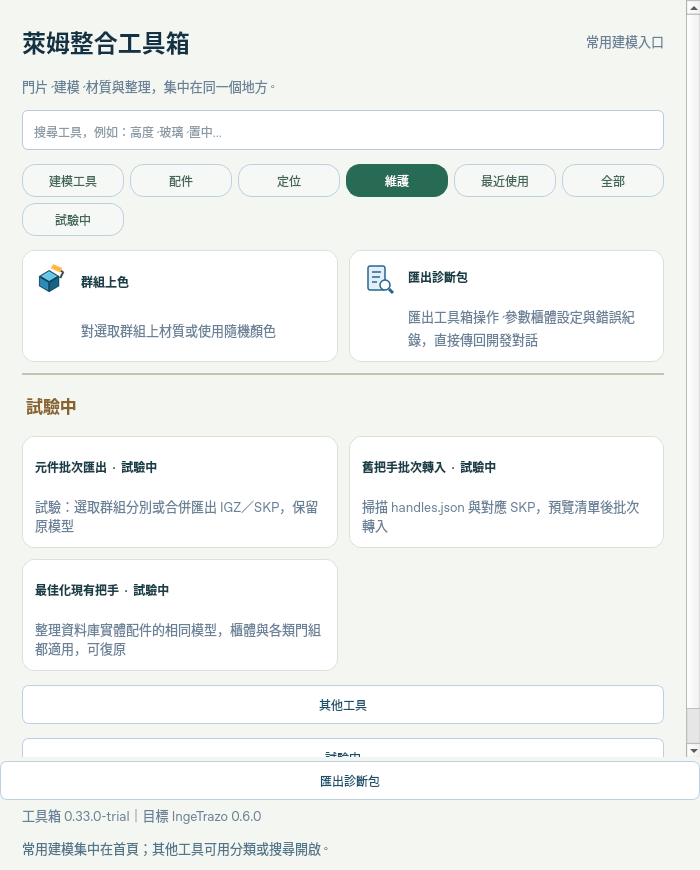 萊姆整合工具箱
常用建模入口
門片·建模·材質與整理，集中在同一個地方。
搜尋工具，例如：高度·玻璃·置中...
建模工具
配件
定位
維護
最近使用
全部
試驗中
群組上色
對選取群組上材質或使用隨機顏色
匯出診斷包
匯出工具箱操作·參數櫃體設定與錯誤紀
錄，直接傳回開發對話
試驗中
元件批次匯出 · 試驗中
試驗：選取群組分別或合併匯出 IGZ／SKP，保留
原模型
舊把手批次轉入 · 試驗中
掃描 handles.json 與對應 SKP，預覽清單後批次
轉入
最佳化現有把手 · 試驗中
整理資料庫實體配件的相同模型，櫃體與各類門組
都適用，可復原
其他工具
試驗中
匯出診斷包
工具箱 0.33.0-trial｜目標 IngeTrazo 0.6.0
常用建模集中在首頁；其他工具可用分類或搜尋開啟。